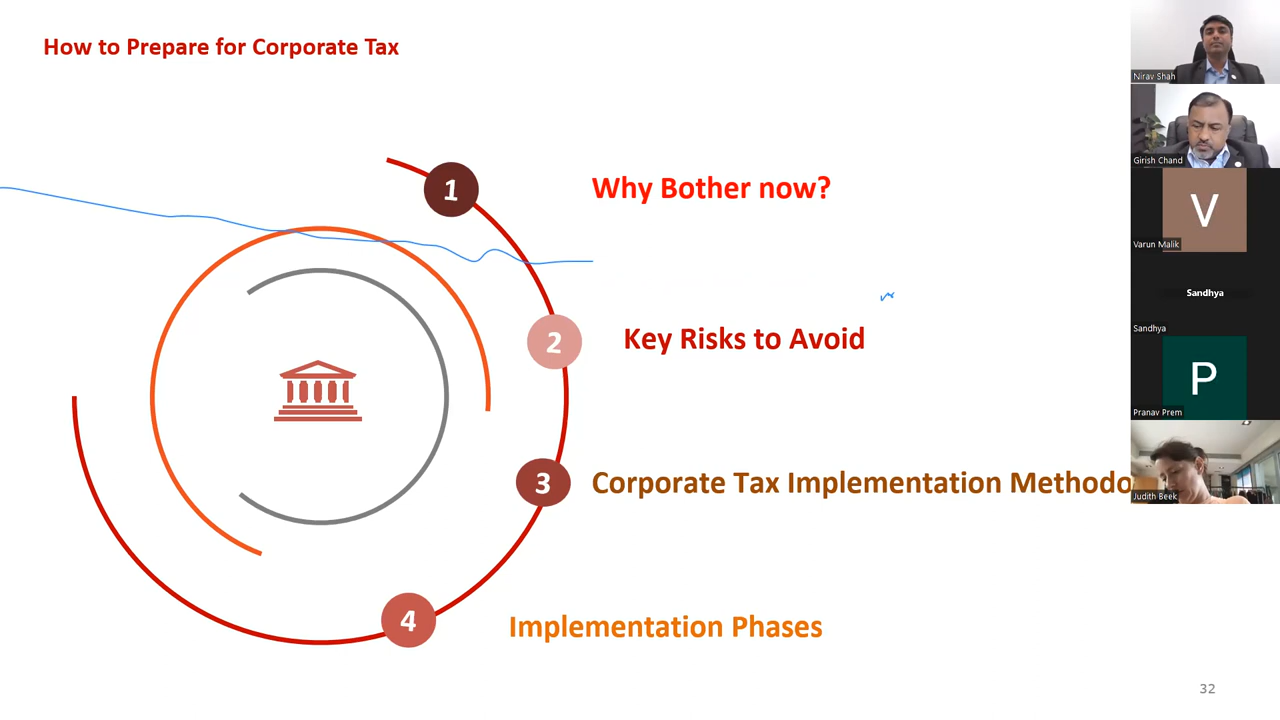 How to Prepare for Corporate Tax
1
Why Bother now?
2
Key Risks to Avoid
3
Corporate Tax Implementation Methodo
4
Implementation Phases
32
Nirav Shah
Girish Chand
V
Varun Malik
Sandhya
Sandhya
P
Pranav Prem
Judith Beek